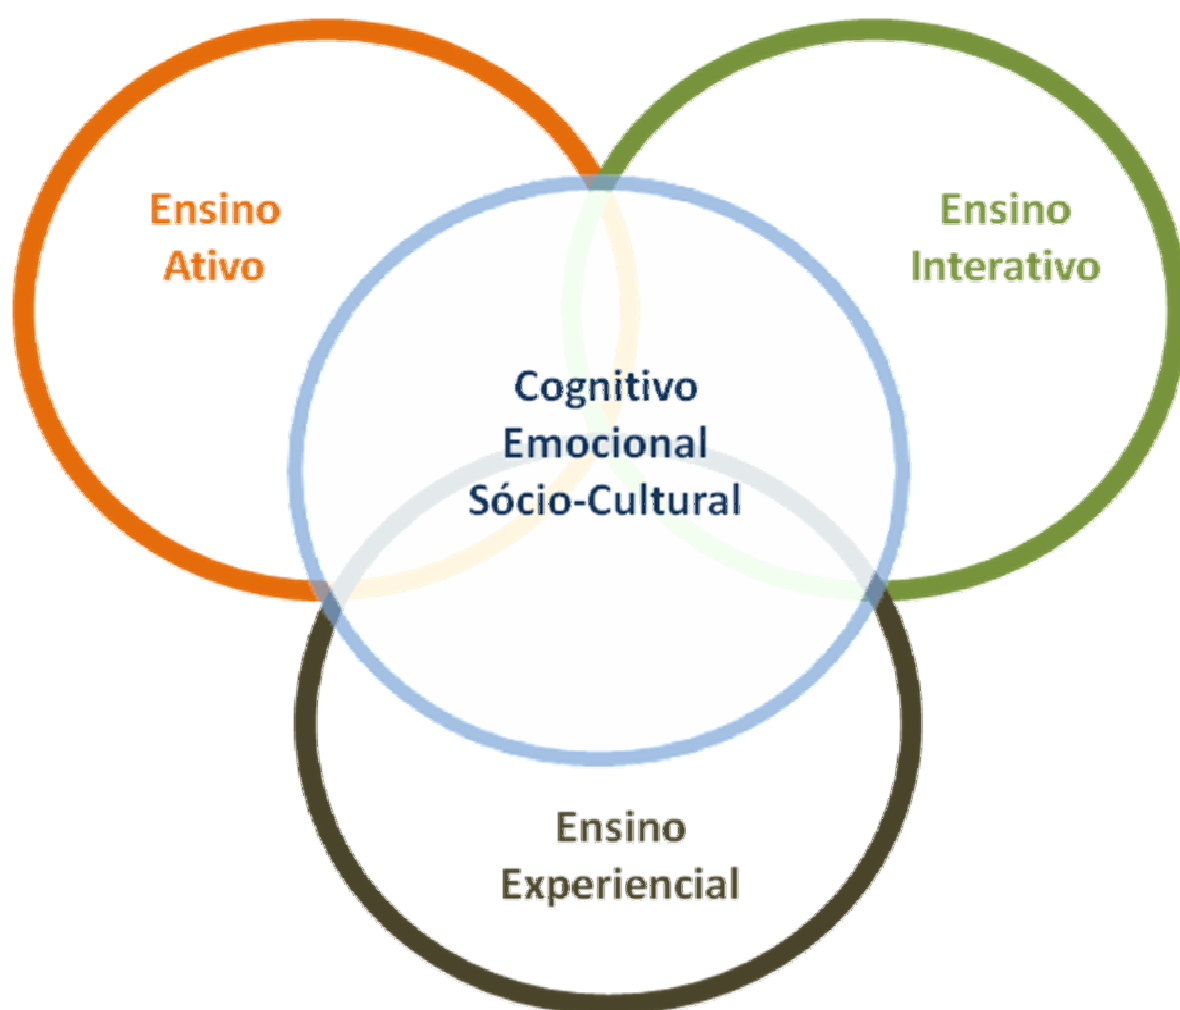 Ensino
Ativo
Ensino
Interativo
Cognitivo
Emocional
Sócio-Cultural
Ensino
Experiencial